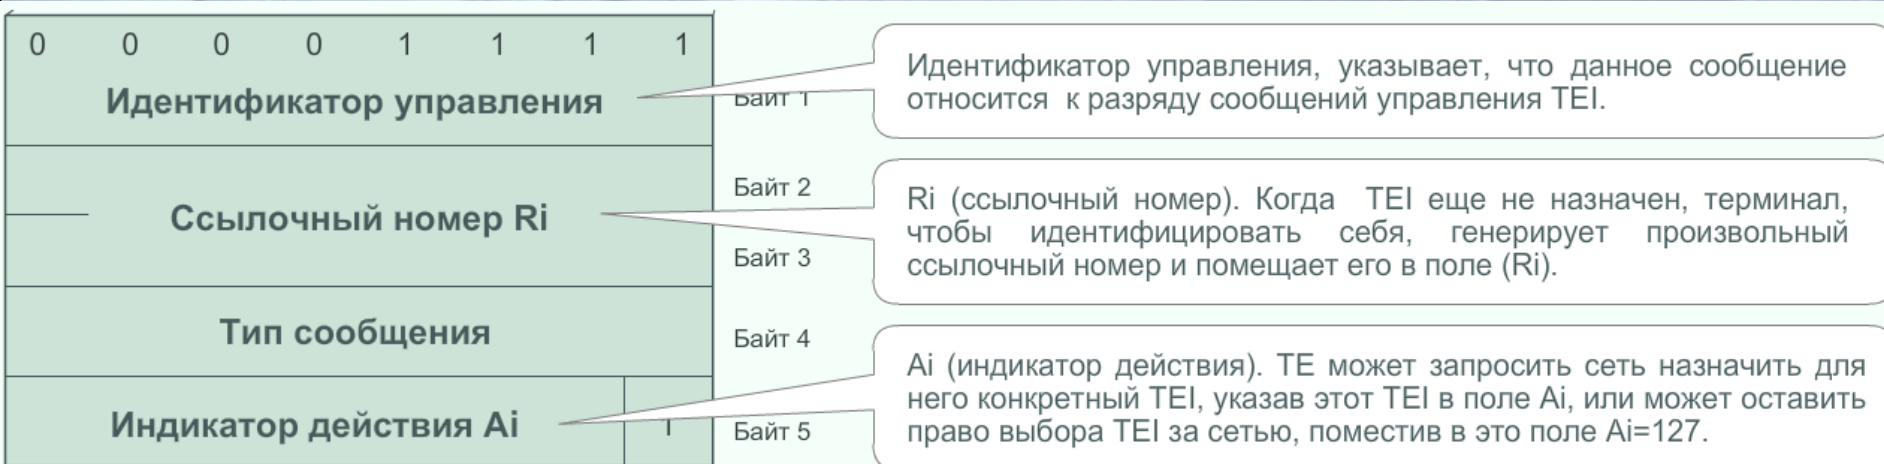 0 0 0 0 1 1 1 1
Идентификатор управления
Байт 1
Идентификатор управления, указывает, что данное сообщение
относится к разряду сообщений управления TEI.
Ссылочный номер Ri
Байт 2
Байт 3
Ri (ссылочный номер). Когда TEI еще не назначен, терминал,
чтобы идентифицировать себя, генерирует произвольный
ссылочный номер и помещает его в поле (Ri).
Тип сообщения
Байт 4
Индикатор действия Ai
Байт 5
Ai (индикатор действия). TE может запросить сеть назначить для
него конкретный TEI, указав этот TEI в поле Ai, или может оставить
право выбора TEI за сетью, поместив в это поле Ai=127.